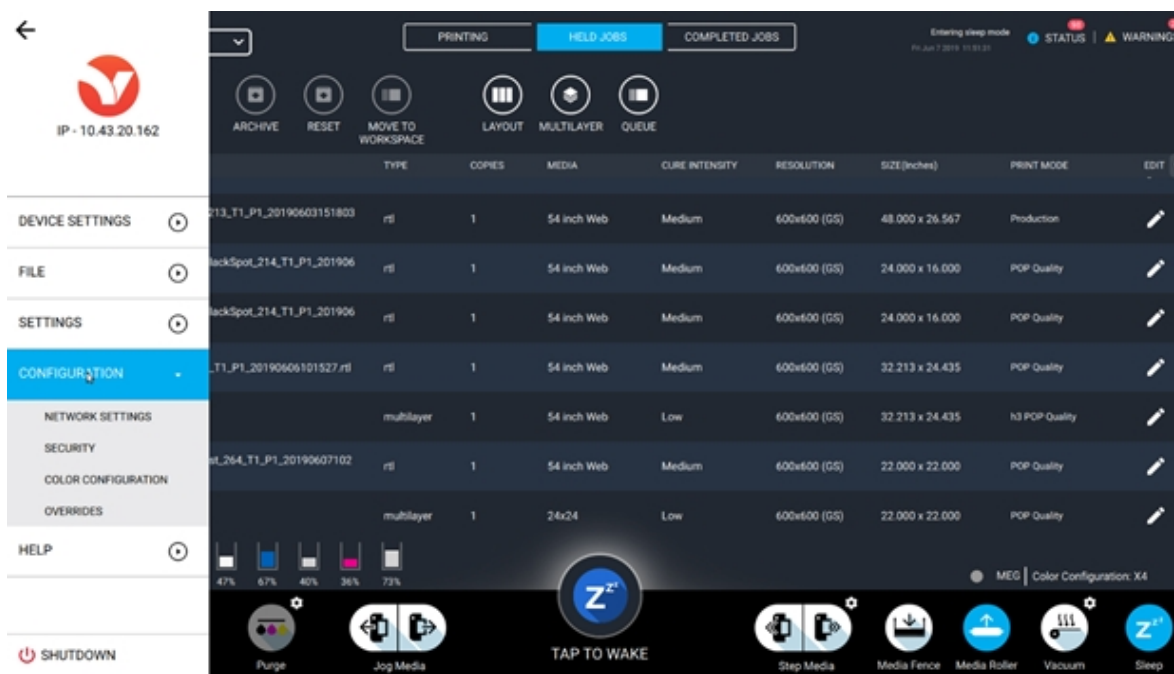 IP - 10.43.20.162
DEVICE SETTINGS
FILE
SETTINGS
CONFIGURATION
NETWORK SETTINGS
SECURITY
COLOR CONFIGURATION
OVERRIDES
HELP
SHUTDOWN
PRINTING HELD JOBS COMPLETED JOBS
Entering sleep mode
Fri Jun 7 2019 11:51:31
STATUS | WARNING
ARCHIVE RESET MOVE TO WORKSPACE LAYOUT MULTILAYER QUEUE
TYPE COPIES MEDIA CURE INTENSITY RESOLUTION SIZE(Inches) PRINT MODE EDIT
213_T1_P1_20190603151803 rtl 1 54 inch Web Medium 600x600 (GS) 48.000 x 26.567 Production
lackSpot_214_T1_P1_201906 rtl 1 54 inch Web Medium 600x600 (GS) 24.000 x 16.000 POP Quality
lackSpot_214_T1_P1_201906 rtl 1 54 inch Web Medium 600x600 (GS) 24.000 x 16.000 POP Quality
_T1_P1_20190606101527.rtl rtl 1 54 inch Web Medium 600x600 (GS) 32.213 x 24.435 POP Quality
multilayer 1 54 inch Web Low 600x600 (GS) 32.213 x 24.435 h3 POP Quality
st_264_T1_P1_20190607102 rtl 1 54 inch Web Medium 600x600 (GS) 22.000 x 22.000 POP Quality
multilayer 1 24x24 Low 600x600 (GS) 22.000 x 22.000 POP Quality
47% 67% 40% 36% 73%
MEG | Color Configuration: X4
Zzz
TAP TO WAKE
Purge Jog Media Step Media Media Fence Media Roller Vacuum Sleep